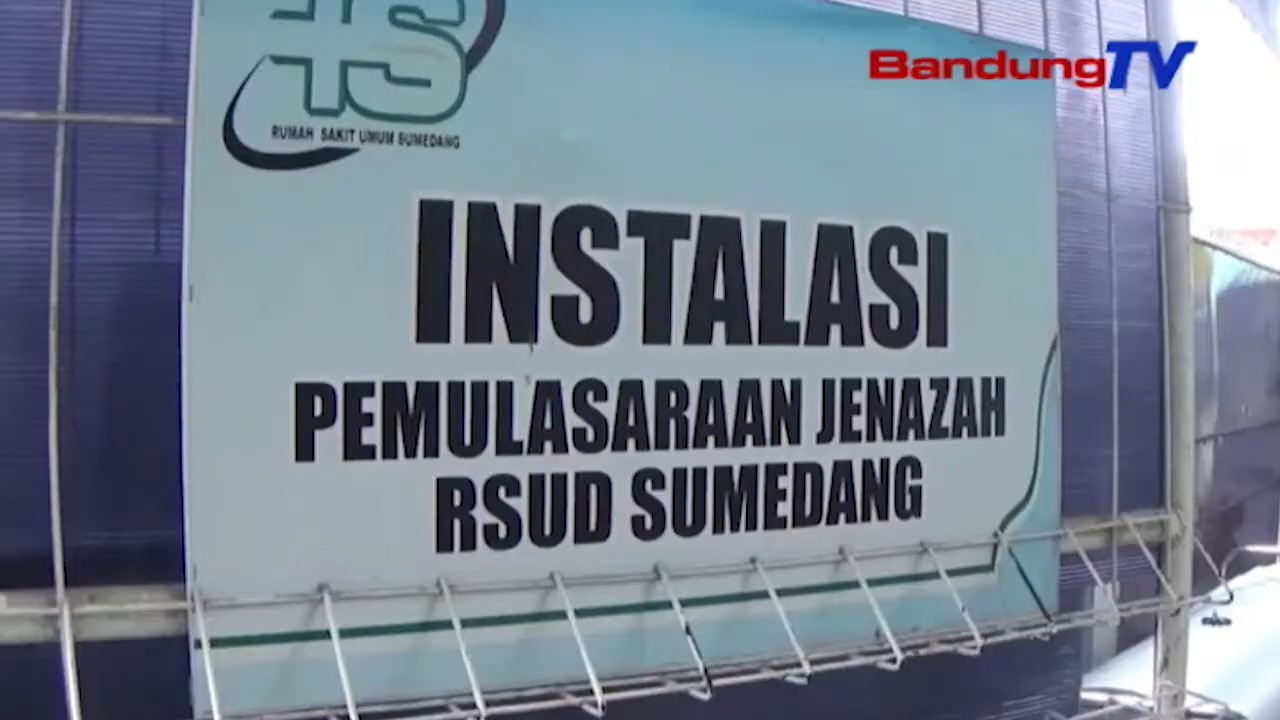 BandungTV
RUMAH SAKIT UMUM SUMEDANG
INSTALASI
PEMULASARAAN JENAZAH
RSUD SUMEDANG